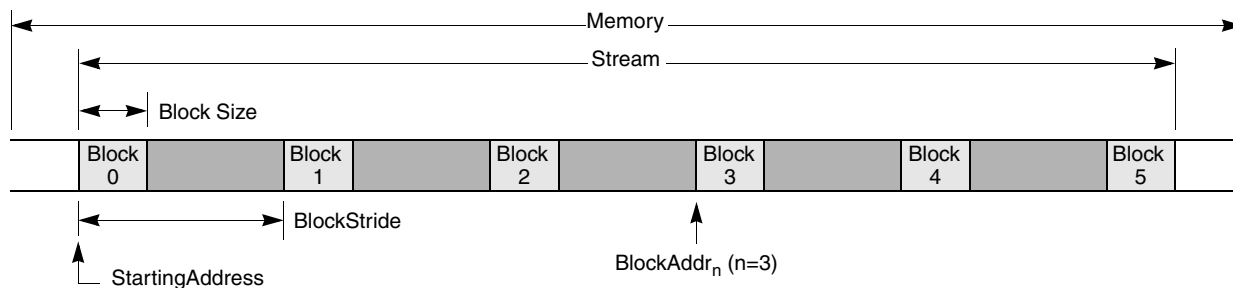 Memory
Stream
Block Size
Block 0
Block 1
Block 2
Block 3
Block 4
Block 5
BlockStride
BlockAddrn (n=3)
StartingAddress